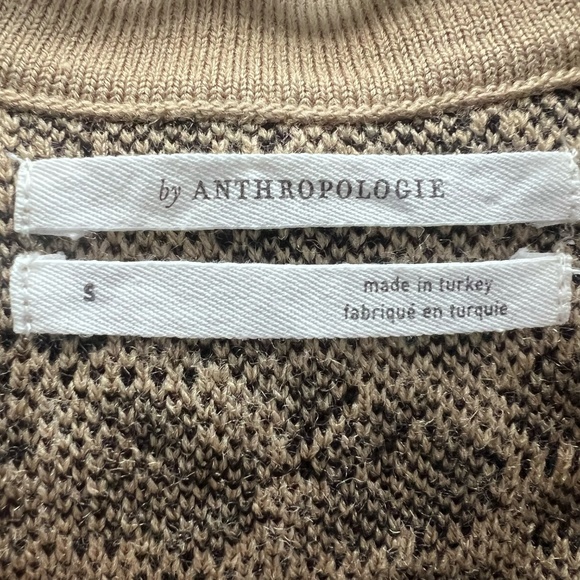 by ANTHROPOLOGIE
S
made in turkey
fabriqué en turquie